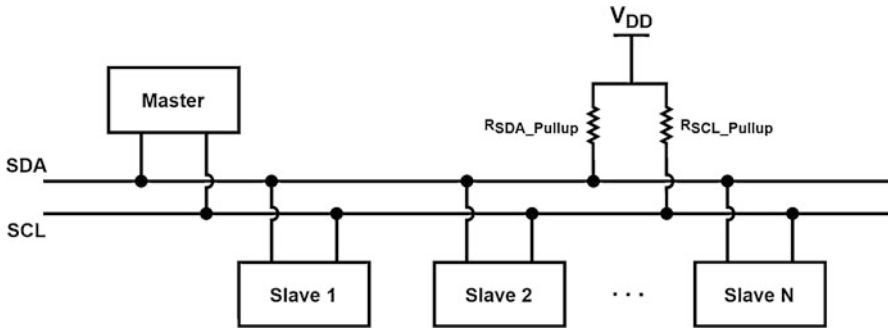 VDD
Master
RSDA_Pullup
RSCL_Pullup
SDA
SCL
Slave 1
Slave 2
. . .
Slave N